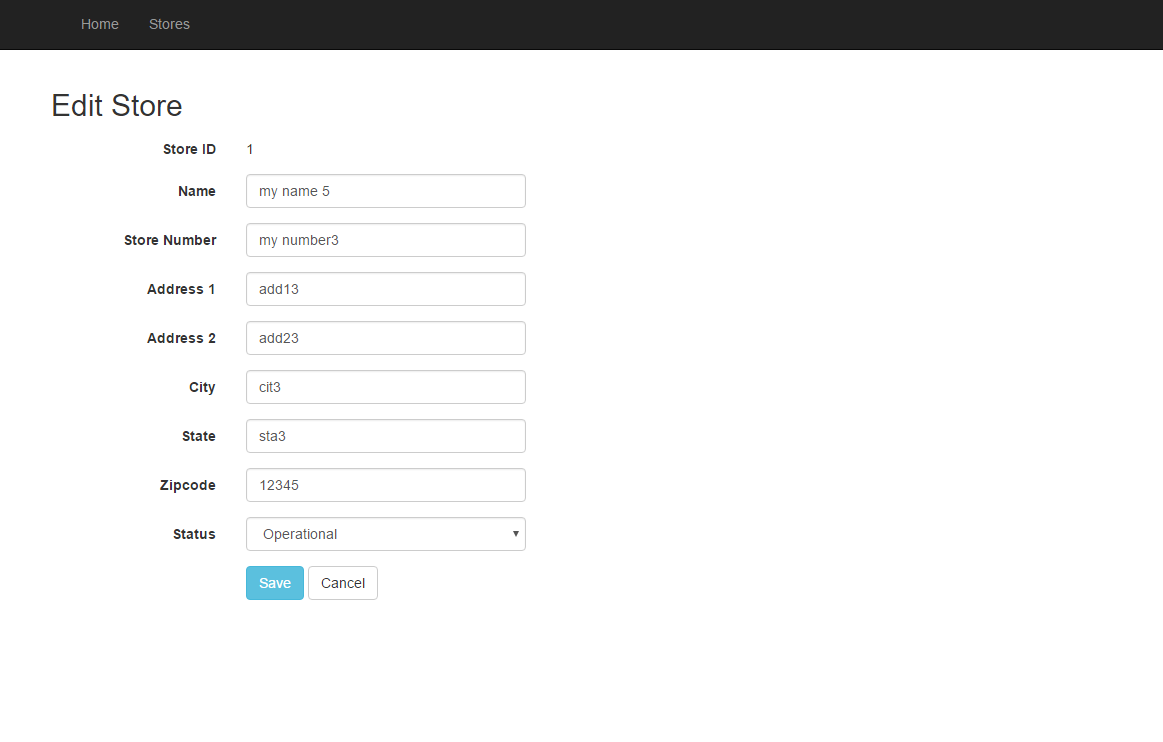 Home Stores
Edit Store
Store ID 1
Name my name 5
Store Number my number3
Address 1 add13
Address 2 add23
City cit3
State sta3
Zipcode 12345
Status Operational
Save Cancel